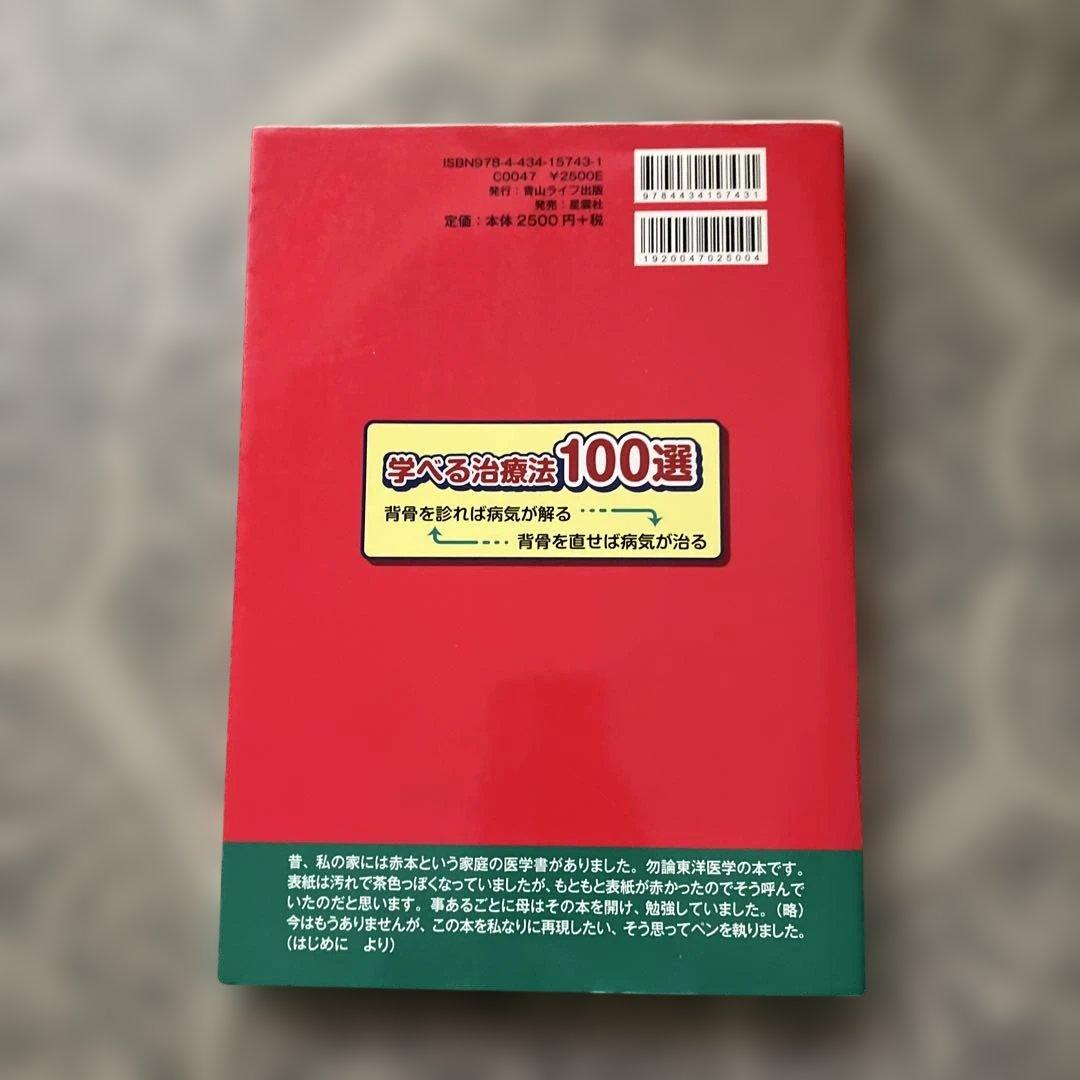 ISBN978-4-434-15743-1
C0047 ¥2500E
発行：青山ライフ出版
発売：星雲社
定価：本体2500円+税
9784434157431
1920047025004
学べる治療法100選
背骨を診れば病気が解る
背骨を直せば病気が治る
昔、私の家には赤本という家庭の医学書がありました。勿論東洋医学の本です。
表紙は汚れて茶色っぽくなっていましたが、もともと表紙が赤かったのでそう呼んで
いたのだと思います。事あるごとに母はその本を開け、勉強していました。（略）
今はもうありませんが、この本を私なりに再現したい、そう思ってペンを執りました。
（はじめに　より）